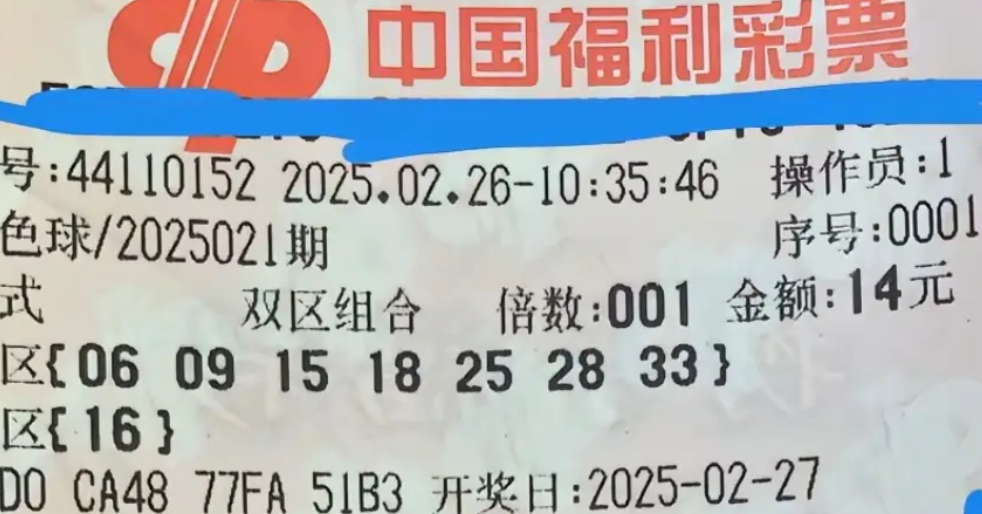 中国福利彩票
号:44110152 2025.02.26-10:35:46 操作员:1
色球/2025021期 序号:0001
式 双区组合 倍数:001 金额:14元
区{06 09 15 18 25 28 33}
区{16}
D0 CA48 77FA 51B3 开奖日:2025-02-27